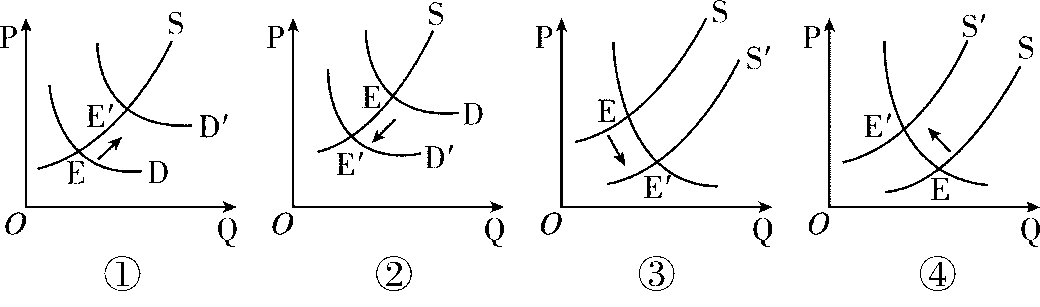 P S E′ D′ E D O Q
P S E D E′ D′ O Q
P S S′ E E′ O Q
P S′ S E′ E O Q
① ② ③ ④